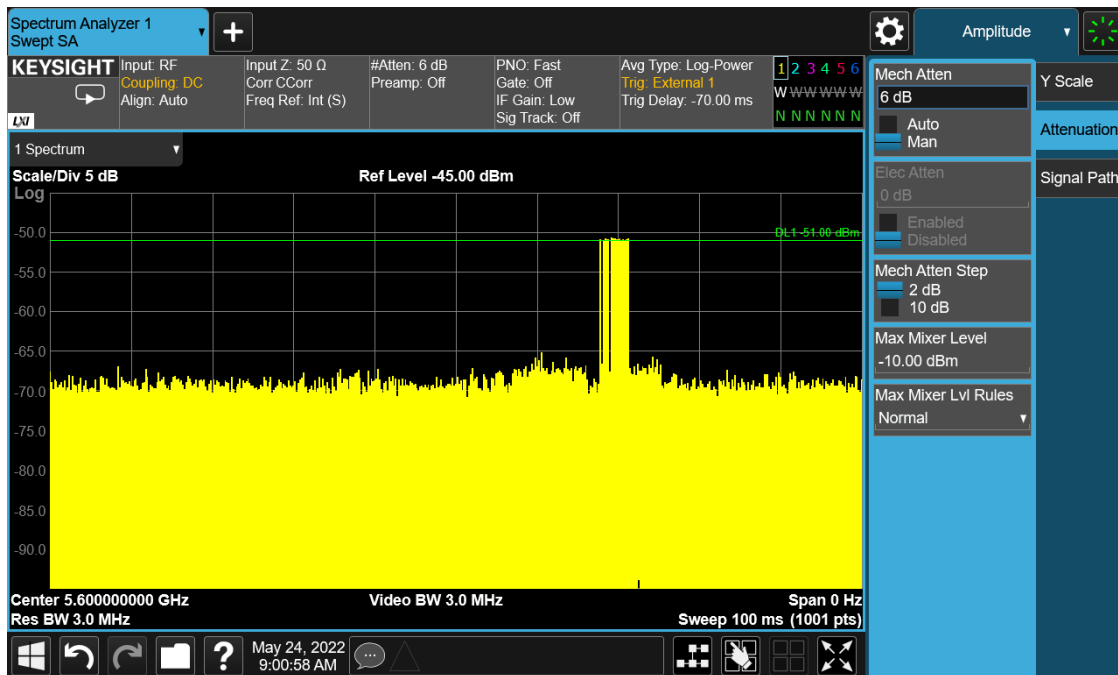 Spectrum Analyzer 1
Swept SA
+
Amplitude
KEYSIGHT
LXI
Input: RF
Coupling: DC
Align: Auto
Input Z: 50 Ω
Corr CCorr
Freq Ref: Int (S)
#Atten: 6 dB
Preamp: Off
PNO: Fast
Gate: Off
IF Gain: Low
Sig Track: Off
Avg Type: Log-Power
Trig: External 1
Trig Delay: -70.00 ms
1 2 3 4 5 6
W W W W W W
N N N N N N
1 Spectrum
Scale/Div 5 dB
Ref Level -45.00 dBm
Log
DL1 -51.00 dBm
-50.0
-55.0
-60.0
-65.0
-70.0
-75.0
-80.0
-85.0
-90.0
Center 5.600000000 GHz
Video BW 3.0 MHz
Span 0 Hz
Res BW 3.0 MHz
Sweep 100 ms (1001 pts)
?
May 24, 2022
9:00:58 AM
Mech Atten
6 dB
Auto
Man
Elec Atten
0 dB
Enabled
Disabled
Mech Atten Step
2 dB
10 dB
Max Mixer Level
-10.00 dBm
Max Mixer Lvl Rules
Normal
Y Scale
Attenuation
Signal Path